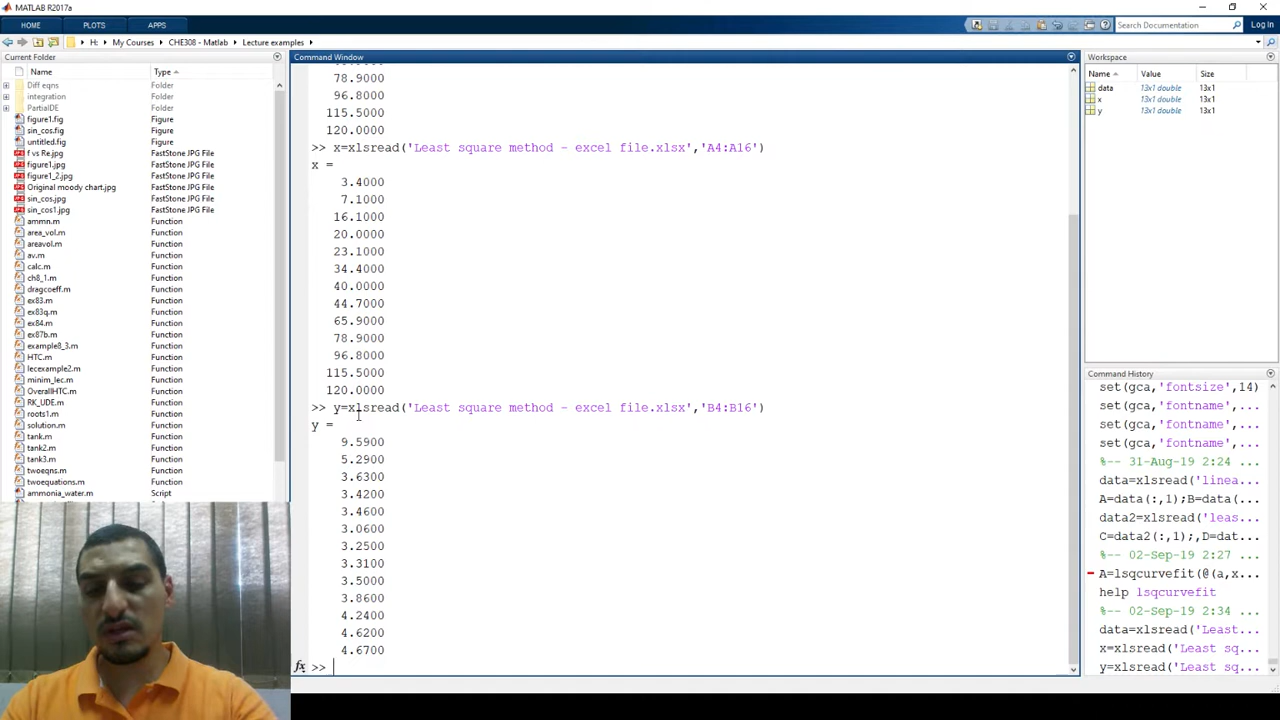 MATLAB R2017a
HOME PLOTS APPS Search Documentation Log In
H: My Courses CHE308 - Matlab Lecture examples
Current Folder
Name Type
Diff eqns Folder
integration Folder
PartialDE Folder
figure1.fig Figure
sin_cos.fig Figure
untitled.fig Figure
f vs Re.jpg FastStone JPG File
figure1.jpg FastStone JPG File
figure1_2.jpg FastStone JPG File
Original moody chart.jpg FastStone JPG File
sin_cos.jpg FastStone JPG File
sin_cos1.jpg FastStone JPG File
ammn.m Function
area_vol.m Function
areavol.m Function
av.m Function
calc.m Function
ch8_1.m Function
dragcoeff.m Function
ex83.m Function
ex83q.m Function
ex84.m Function
ex87b.m Function
example8_3.m Function
HTC.m Function
lecexample2.m Function
minim_lec.m Function
OverallHTC.m Function
RK_UDE.m Function
roots1.m Function
solution.m Function
tank.m Function
tank2.m Function
tank3.m Function
twoeqns.m Function
twoequations.m Function
ammonia_water.m Script
Command Window
78.9000
96.8000
115.5000
120.0000
>> x=xlsread('Least square method - excel file.xlsx','A4:A16')
x =
3.4000
7.1000
16.1000
20.0000
23.1000
34.4000
40.0000
44.7000
65.9000
78.9000
96.8000
115.5000
120.0000
>> y=xlsread('Least square method - excel file.xlsx','B4:B16')
y =
9.5900
5.2900
3.6300
3.4200
3.4600
3.0600
3.2500
3.3100
3.5000
3.8600
4.2400
4.6200
4.6700
fx >>
Workspace
Name Value Size
data 13x1 double 13x1
x 13x1 double 13x1
y 13x1 double 13x1
Command History
set(gca,'fontsize',14)
set(gca,'fontname',...
set(gca,'fontname',...
set(gca,'fontname',...
%-- 31-Aug-19 2:24 ...
data=xlsread('linea...
A=data(:,1);B=data(...
data2=xlsread('leas...
C=data2(:,1);,D=dat...
%-- 02-Sep-19 2:27 ...
A=lsqcurvefit(@(a,x...
help lsqcurvefit
%-- 02-Sep-19 2:34 ...
data=xlsread('Least...
x=xlsread('Least sq...
y=xlsread('Least sq...